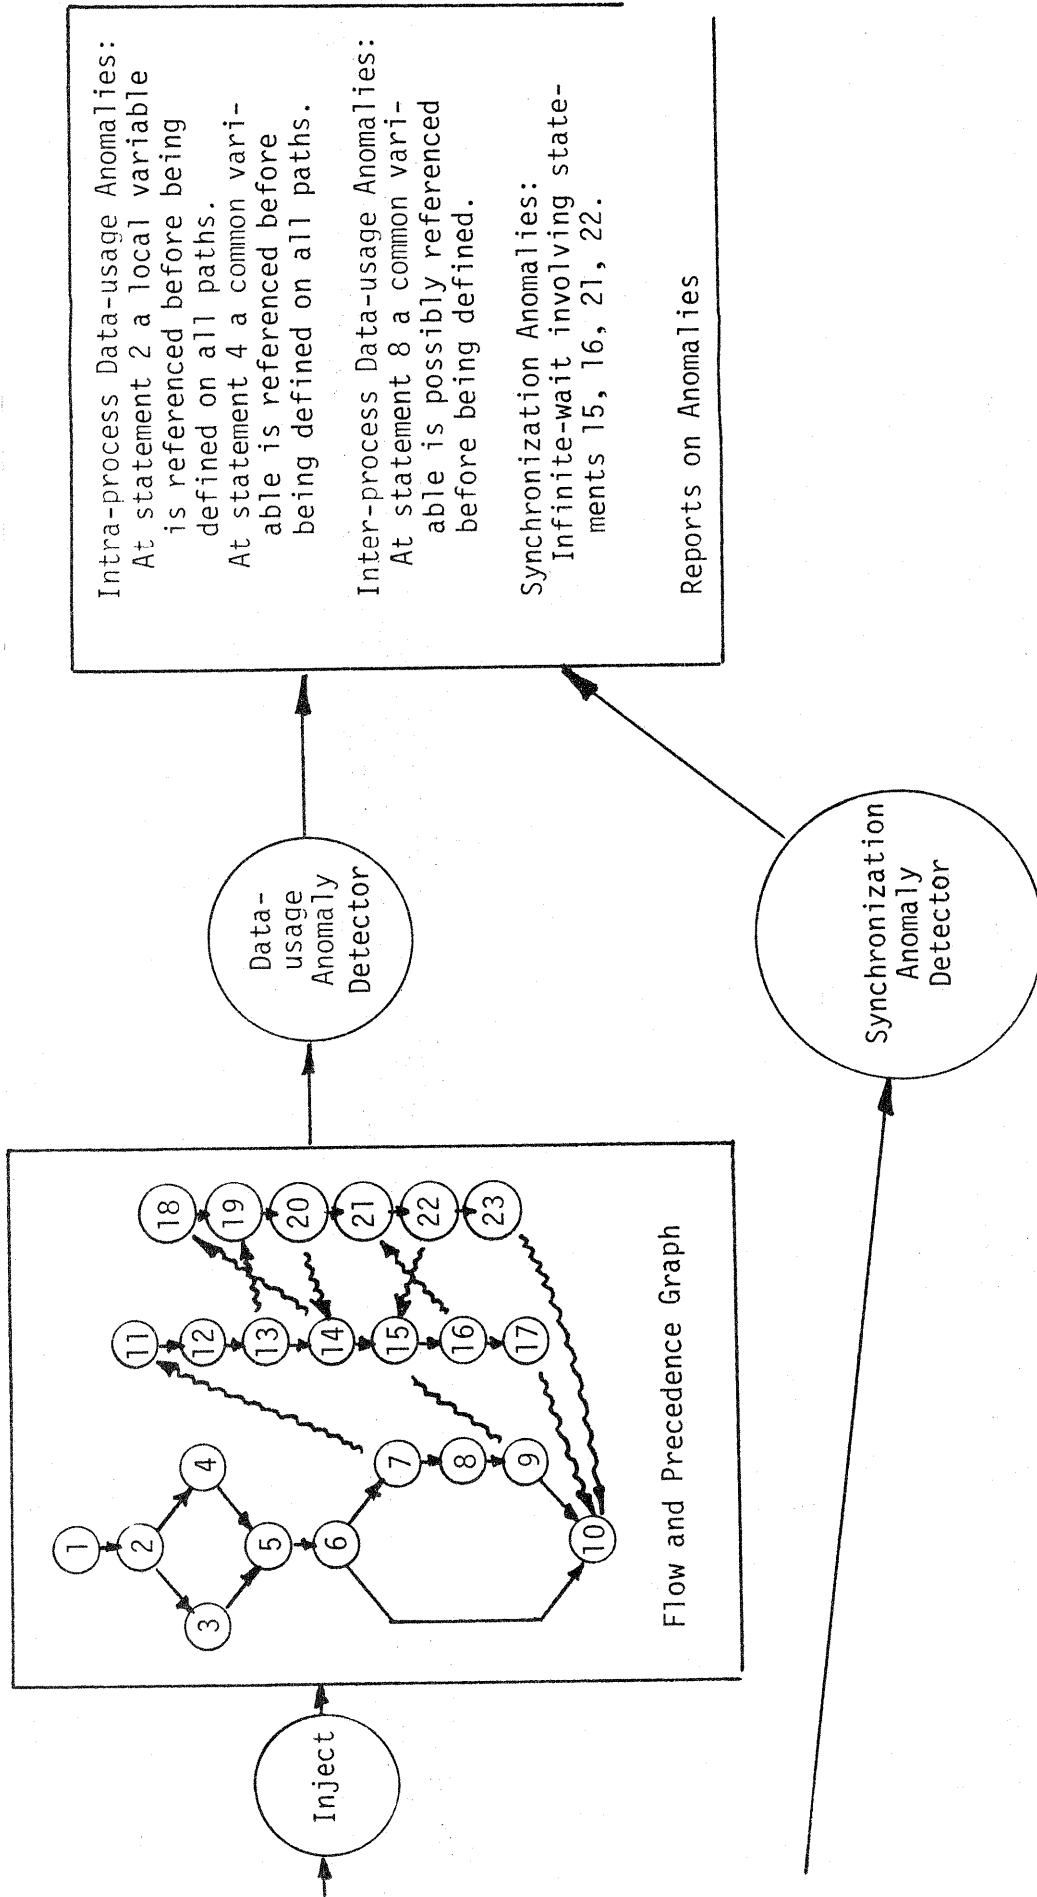 Inject
1
2
3
4
5
6
7
8
9
10
11
12
13
14
15
16
17
18
19
20
21
22
23
Flow and Precedence Graph
Data-
usage
Anomaly
Detector
Synchronization
Anomaly
Detector
Intra-process Data-usage Anomalies:
At statement 2 a local variable
is referenced before being
defined on all paths.
At statement 4 a common vari-
able is referenced before
being defined on all paths.
Inter-process Data-usage Anomalies:
At statement 8 a common vari-
able is possibly referenced
before being defined.
Synchronization Anomalies:
Infinite-wait involving state-
ments 15, 16, 21, 22.
Reports on Anomalies